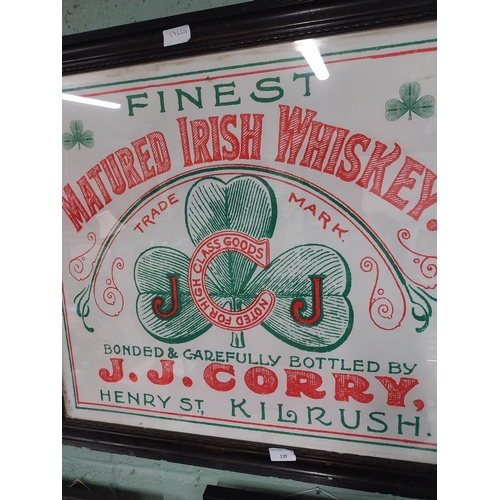 FINEST
MATURED IRISH WHISKEY.
TRADE MARK.
NOTED FOR HIGH CLASS GOODS
J C J
BONDED & CAREFULLY BOTTLED BY
J. J. CORRY,
HENRY ST., KILRUSH.